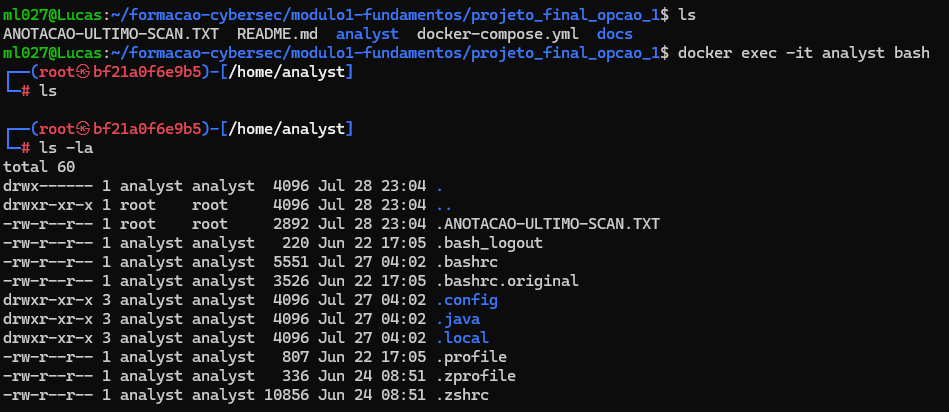 ml027@Lucas:~/formacao-cybersec/modulo1-fundamentos/projeto_final_opcao_1$ ls
ANOTACAO-ULTIMO-SCAN.TXT  README.md  analyst  docker-compose.yml  docs
ml027@Lucas:~/formacao-cybersec/modulo1-fundamentos/projeto_final_opcao_1$ docker exec -it analyst bash
┌──(root㉿bf21a0f6e9b5)-[/home/analyst]
└─# ls
┌──(root㉿bf21a0f6e9b5)-[/home/analyst]
└─# ls -la
total 60
drwx------ 1 analyst analyst  4096 Jul 28 23:04 .
drwxr-xr-x 1 root    root     4096 Jul 28 23:04 ..
-rw-r--r-- 1 root    root     2892 Jul 28 23:04 .ANOTACAO-ULTIMO-SCAN.TXT
-rw-r--r-- 1 analyst analyst   220 Jun 22 17:05 .bash_logout
-rw-r--r-- 1 analyst analyst  5551 Jul 27 04:02 .bashrc
-rw-r--r-- 1 analyst analyst  3526 Jun 22 17:05 .bashrc.original
drwxr-xr-x 3 analyst analyst  4096 Jul 27 04:02 .config
drwxr-xr-x 3 analyst analyst  4096 Jul 27 04:02 .java
drwxr-xr-x 3 analyst analyst  4096 Jul 27 04:02 .local
-rw-r--r-- 1 analyst analyst   807 Jun 22 17:05 .profile
-rw-r--r-- 1 analyst analyst   336 Jun 24 08:51 .zprofile
-rw-r--r-- 1 analyst analyst 10856 Jun 24 08:51 .zshrc